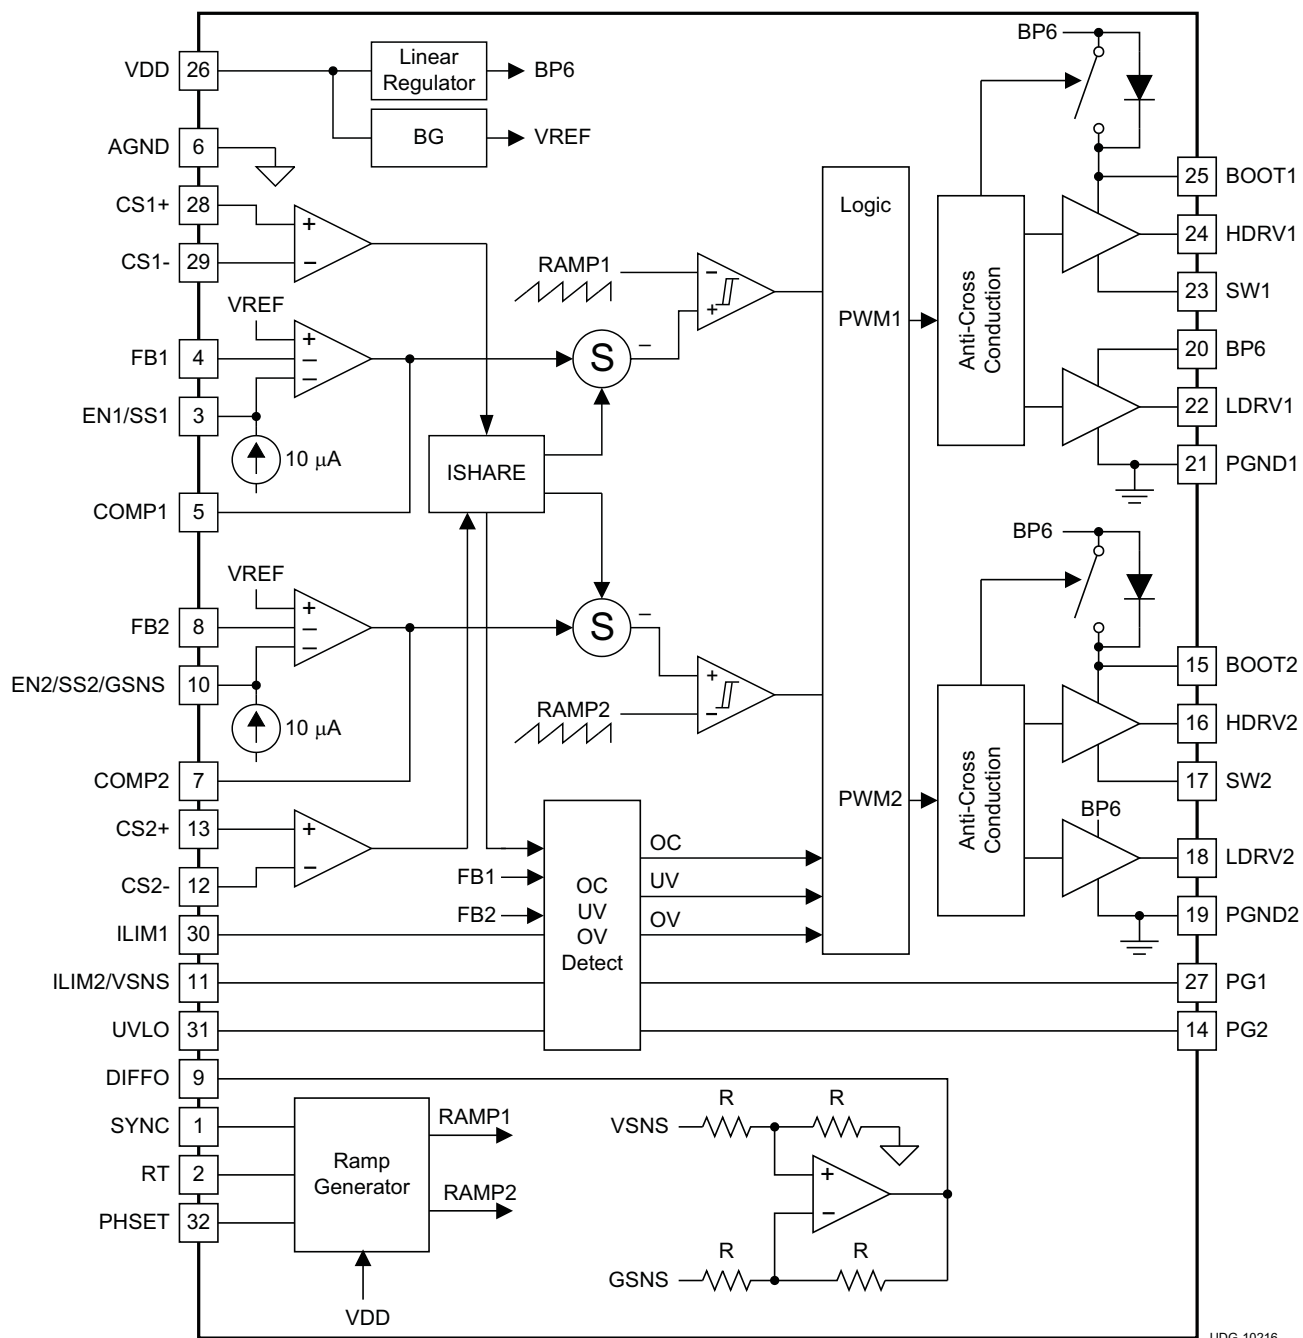 VDD 26
Linear
Regulator
BP6
BG
VREF
AGND 6
CS1+ 28
CS1- 29
+
−
VREF
FB1 4
+
−
−
EN1/SS1 3
10 μA
COMP1 5
ISHARE
RAMP1
−
+
S
−
VREF
FB2 8
+
−
−
EN2/SS2/GSNS 10
10 μA
COMP2 7
S
−
RAMP2
+
−
CS2+ 13
CS2- 12
+
−
ILIM1 30
ILIM2/VSNS 11
UVLO 31
FB1
FB2
OC
UV
OV
Detect
OC
UV
OV
Logic
PWM1
PWM2
Anti-Cross
Conduction
BP6
25 BOOT1
24 HDRV1
23 SW1
20 BP6
22 LDRV1
21 PGND1
Anti-Cross
Conduction
BP6
15 BOOT2
16 HDRV2
17 SW2
BP6
18 LDRV2
19 PGND2
27 PG1
14 PG2
DIFFO 9
SYNC 1
RT 2
PHSET 32
Ramp
Generator
RAMP1
RAMP2
VDD
VSNS
R
R
+
−
GSNS
R
R
UDG-10216